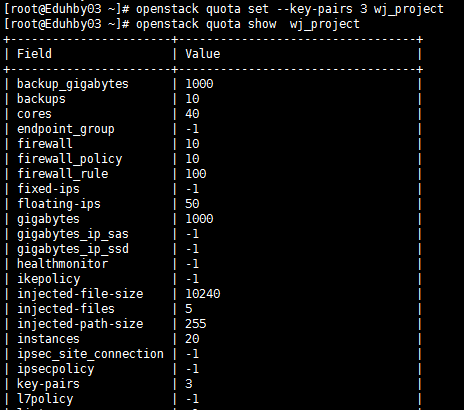 [root@Eduhby03 ~]# openstack quota set --key-pairs 3 wj_project
[root@Eduhby03 ~]# openstack quota show  wj_project
+----------------------+----------------------------------+
| Field                | Value                            |
+----------------------+----------------------------------+
| backup_gigabytes     | 1000                             |
| backups              | 10                               |
| cores                | 40                               |
| endpoint_group       | -1                               |
| firewall             | 10                               |
| firewall_policy      | 10                               |
| firewall_rule        | 100                              |
| fixed-ips            | -1                               |
| floating-ips         | 50                               |
| gigabytes            | 1000                             |
| gigabytes_ip_sas     | -1                               |
| gigabytes_ip_ssd     | -1                               |
| healthmonitor        | -1                               |
| ikepolicy            | -1                               |
| injected-file-size   | 10240                            |
| injected-files       | 5                                |
| injected-path-size   | 255                              |
| instances            | 20                               |
| ipsec_site_connection | -1                               |
| ipsecpolicy          | -1                               |
| key-pairs            | 3                                |
| l7policy             | -1                               |